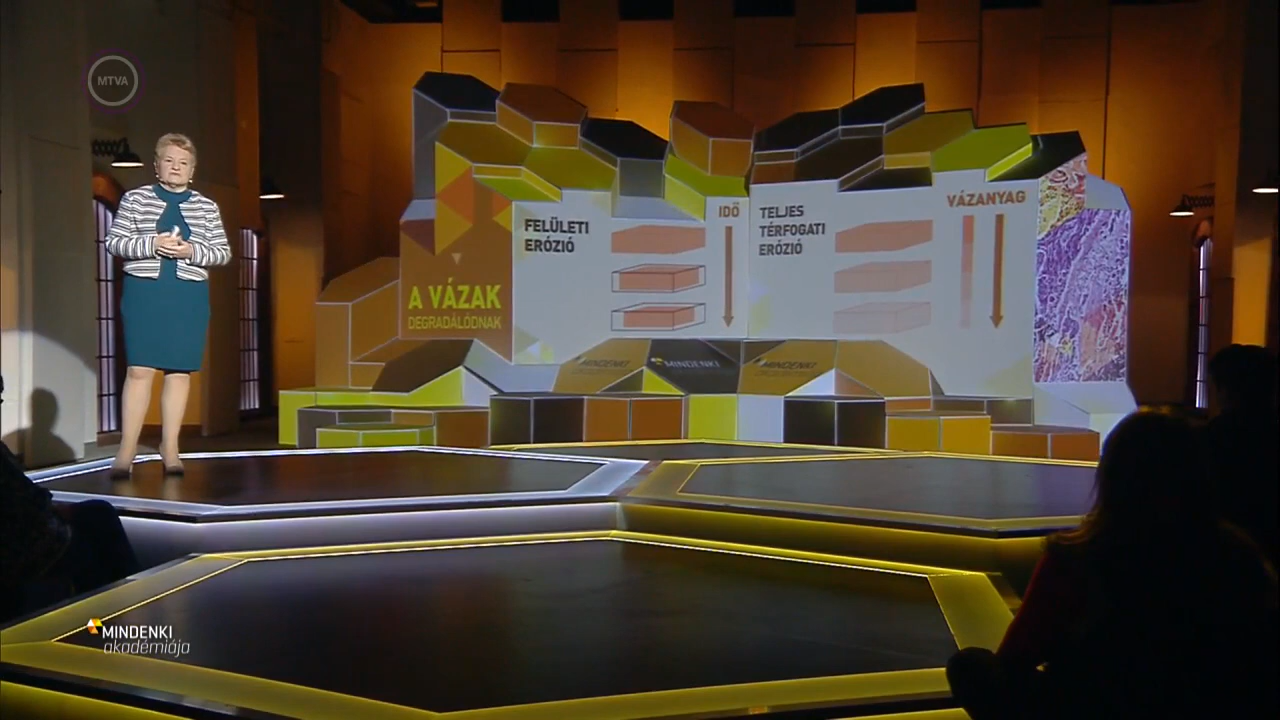 MTVA
A VÁZAK
DEGRADÁLÓDNAK
FELÜLETI
ERÓZIÓ
IDŐ
TELJES
TÉRFOGATI
ERÓZIÓ
VÁZANYAG
MINDENKI
MINDENKI
MINDENKI
MINDENKI
akadémiája